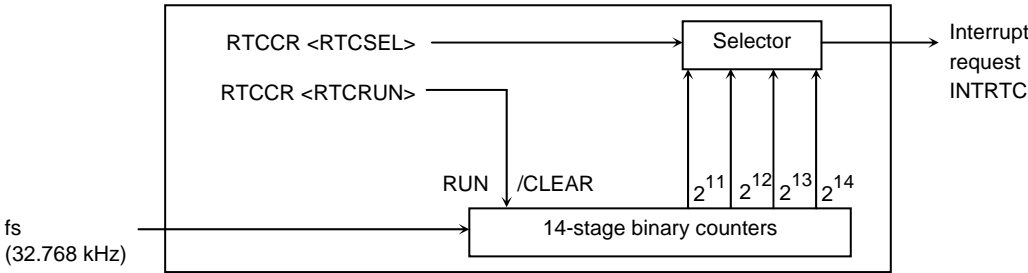 RTCCR <RTCSEL>
Selector
Interrupt
request
INTRTC
RTCCR <RTCRUN>
RUN /CLEAR
2^11 2^12 2^13 2^14
14-stage binary counters
fs
(32.768 kHz)